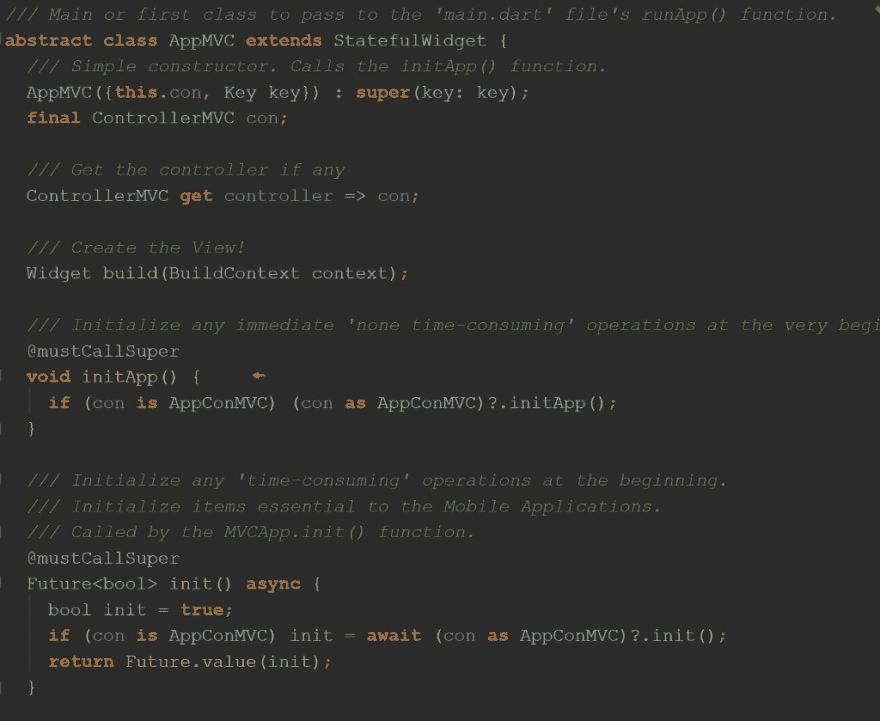 /// Main or first class to pass to the 'main.dart' file's runApp() function.
abstract class AppMVC extends StatefulWidget {
/// Simple constructor. Calls the initApp() function.
AppMVC({this.con, Key key}) : super(key: key);
final ControllerMVC con;
/// Get the controller if any
ControllerMVC get controller => con;
/// Create the View!
Widget build(BuildContext context);
/// Initialize any immediate 'none time-consuming' operations at the very begi
@mustCallSuper
void initApp() {
if (con is AppConMVC) (con as AppConMVC)?.initApp();
}
/// Initialize any 'time-consuming' operations at the beginning.
/// Initialize items essential to the Mobile Applications.
/// Called by the MVCApp.init() function.
@mustCallSuper
Future<bool> init() async {
bool init = true;
if (con is AppConMVC) init = await (con as AppConMVC)?.init();
return Future.value(init);
}